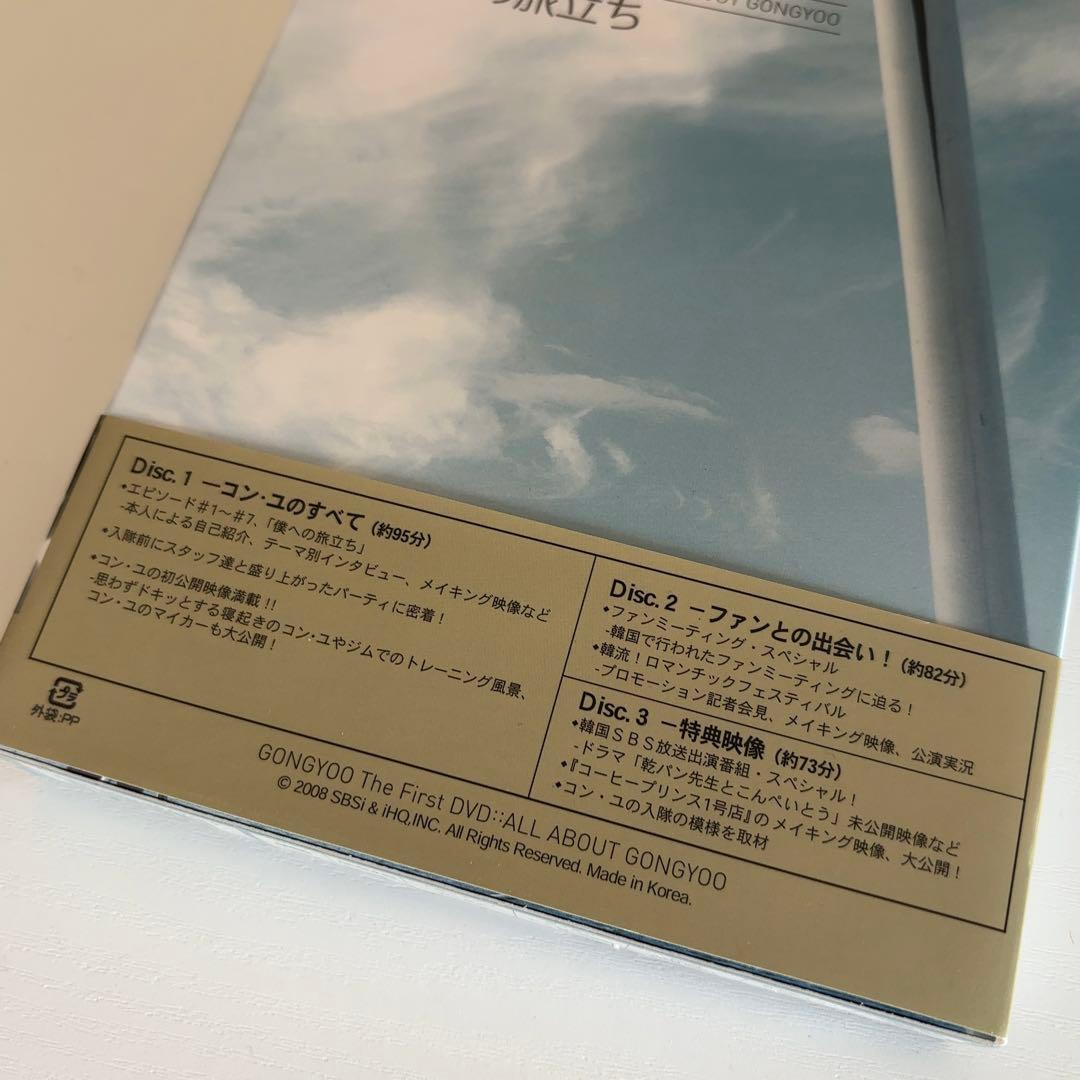 の旅立ち
ABOUT GONGYOO
Disc. 1 ーコン・ユのすべて (約95分)
◆エピソード#1～#7、「僕への旅立ち」
-本人による自己紹介、テーマ別インタビュー、メイキング映像など
◆入隊前にスタッフ達と盛り上がったパーティに密着！
◆コン・ユの初公開映像満載!!
-思わずドキッとする寝起きのコン・ユやジムでのトレーニング風景、
コン・ユのマイカーも大公開！
Disc. 2 ーファンとの出会い！(約82分)
◆ファンミーティング・スペシャル
-韓国で行われたファンミーティングに迫る！
◆韓流！ロマンチックフェスティバル
-プロモーション記者会見、メイキング映像、公演実況
Disc. 3 ー特典映像 (約73分)
◆韓国SBS放送出演番組・スペシャル！
-ドラマ「乾パン先生とこんぺいとう」未公開映像など
◆『コーヒープリンス1号店』のメイキング映像、大公開！
◆コン・ユの入隊の模様を取材
プラ
外袋:PP
GONGYOO The First DVD::ALL ABOUT GONGYOO
© 2008 SBSi & iHQ,INC. All Rights Reserved. Made in Korea.